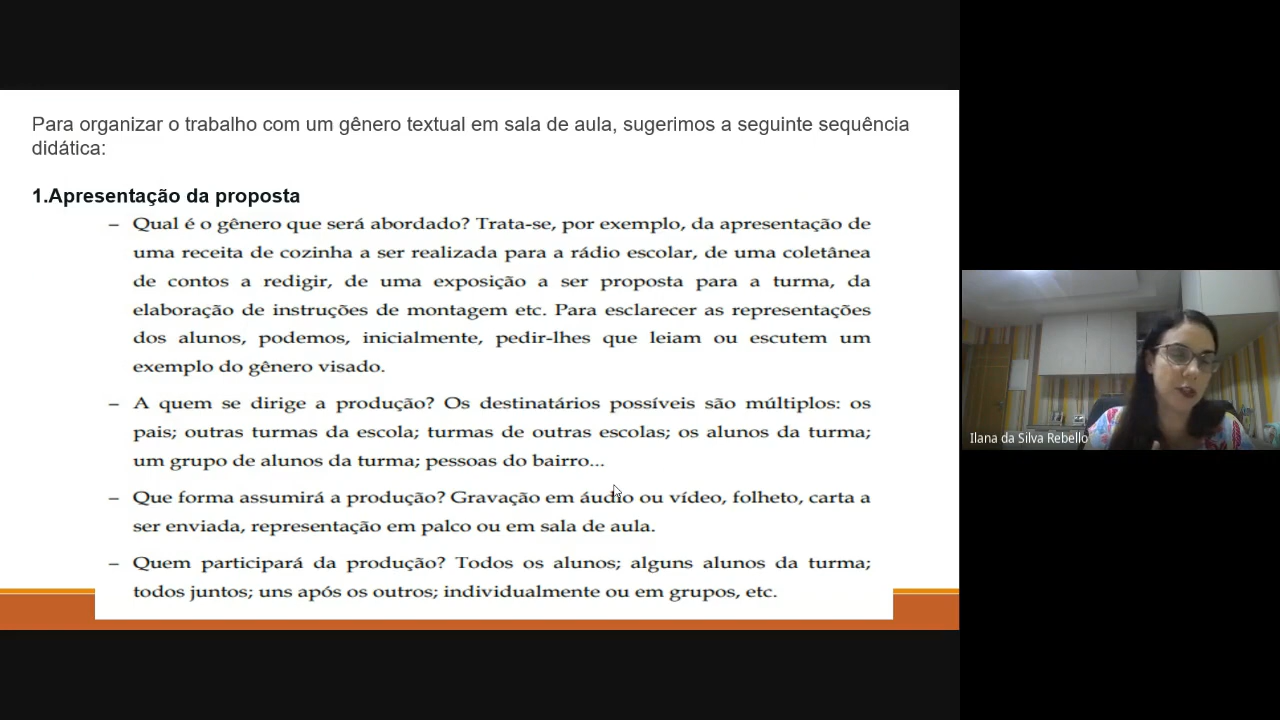 Para organizar o trabalho com um gênero textual em sala de aula, sugerimos a seguinte sequência
didática:
1.Apresentação da proposta
– Qual é o gênero que será abordado? Trata-se, por exemplo, da apresentação de
uma receita de cozinha a ser realizada para a rádio escolar, de uma coletânea
de contos a redigir, de uma exposição a ser proposta para a turma, da
elaboração de instruções de montagem etc. Para esclarecer as representações
dos alunos, podemos, inicialmente, pedir-lhes que leiam ou escutem um
exemplo do gênero visado.
– A quem se dirige a produção? Os destinatários possíveis são múltiplos: os
pais; outras turmas da escola; turmas de outras escolas; os alunos da turma;
um grupo de alunos da turma; pessoas do bairro...
– Que forma assumirá a produção? Gravação em áudio ou vídeo, folheto, carta a
ser enviada, representação em palco ou em sala de aula.
– Quem participará da produção? Todos os alunos; alguns alunos da turma;
todos juntos; uns após os outros; individualmente ou em grupos, etc.
Ilana da Silva Rebello